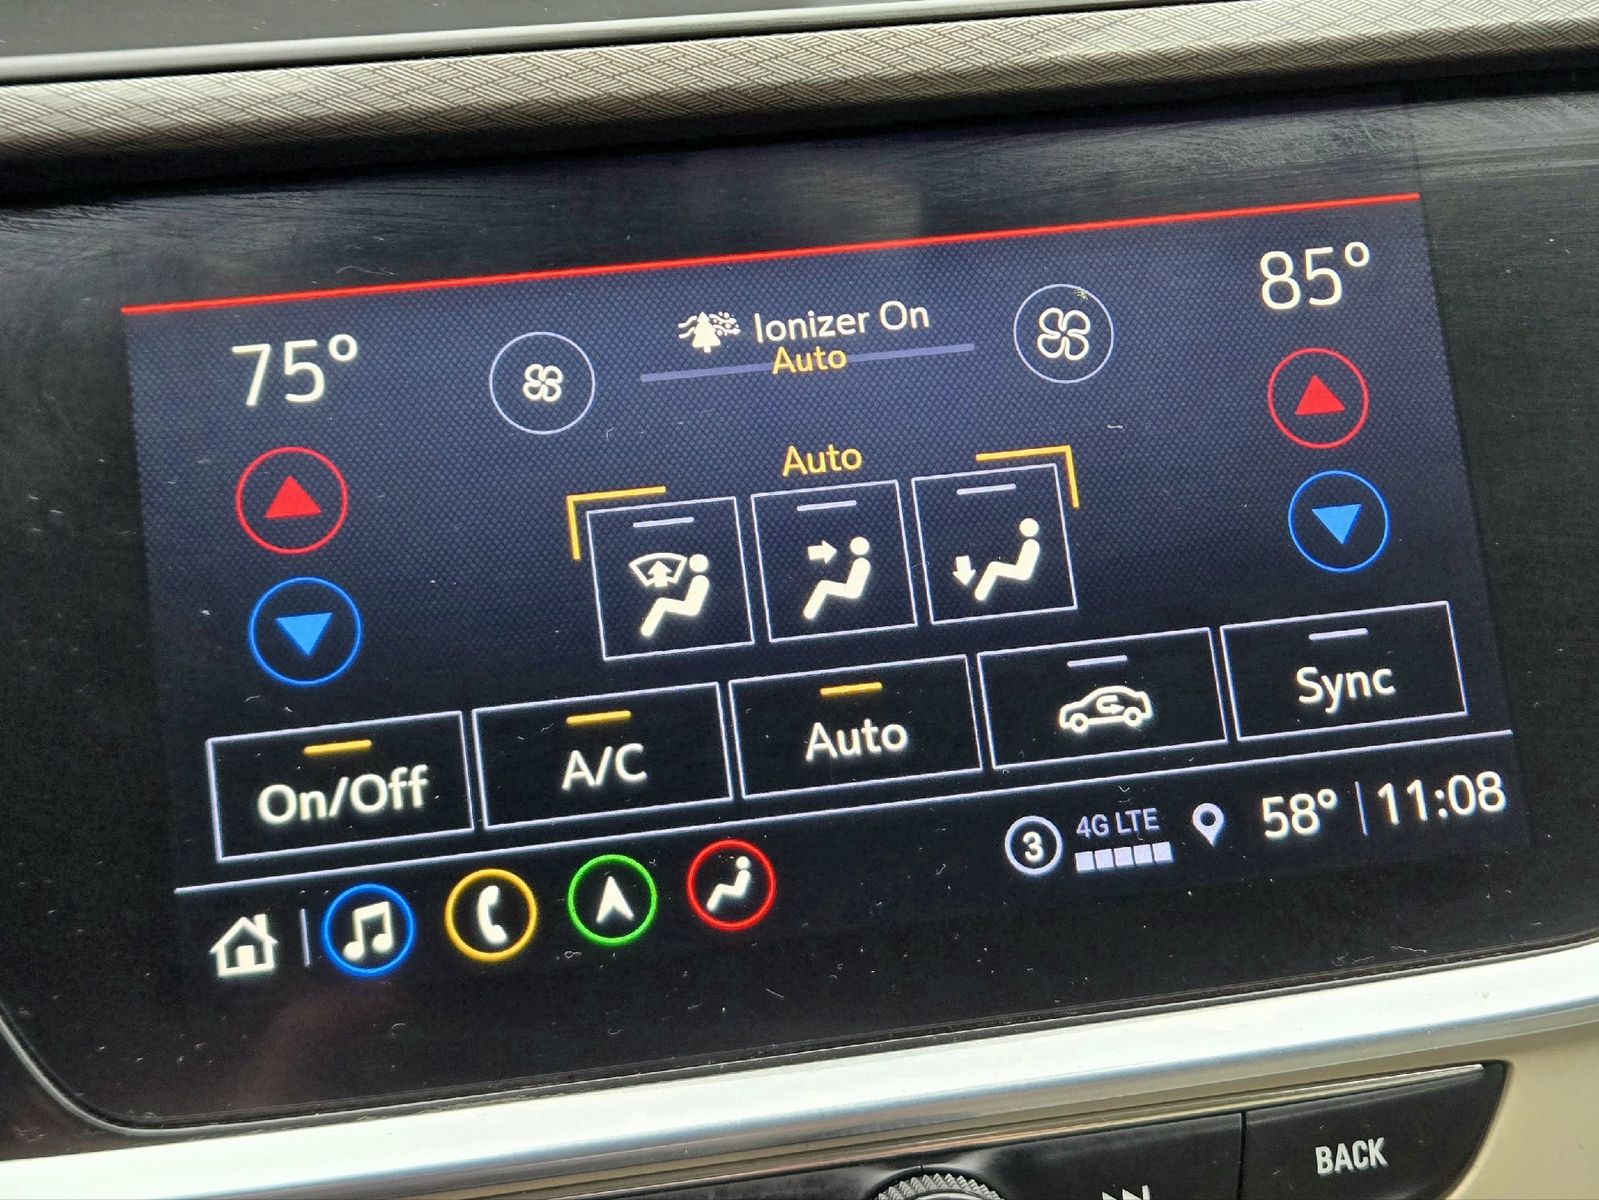 75°
Ionizer On
85°
Auto
Auto
On/Off
A/C
Auto
Sync
3
4G LTE
58°
11:08
BACK